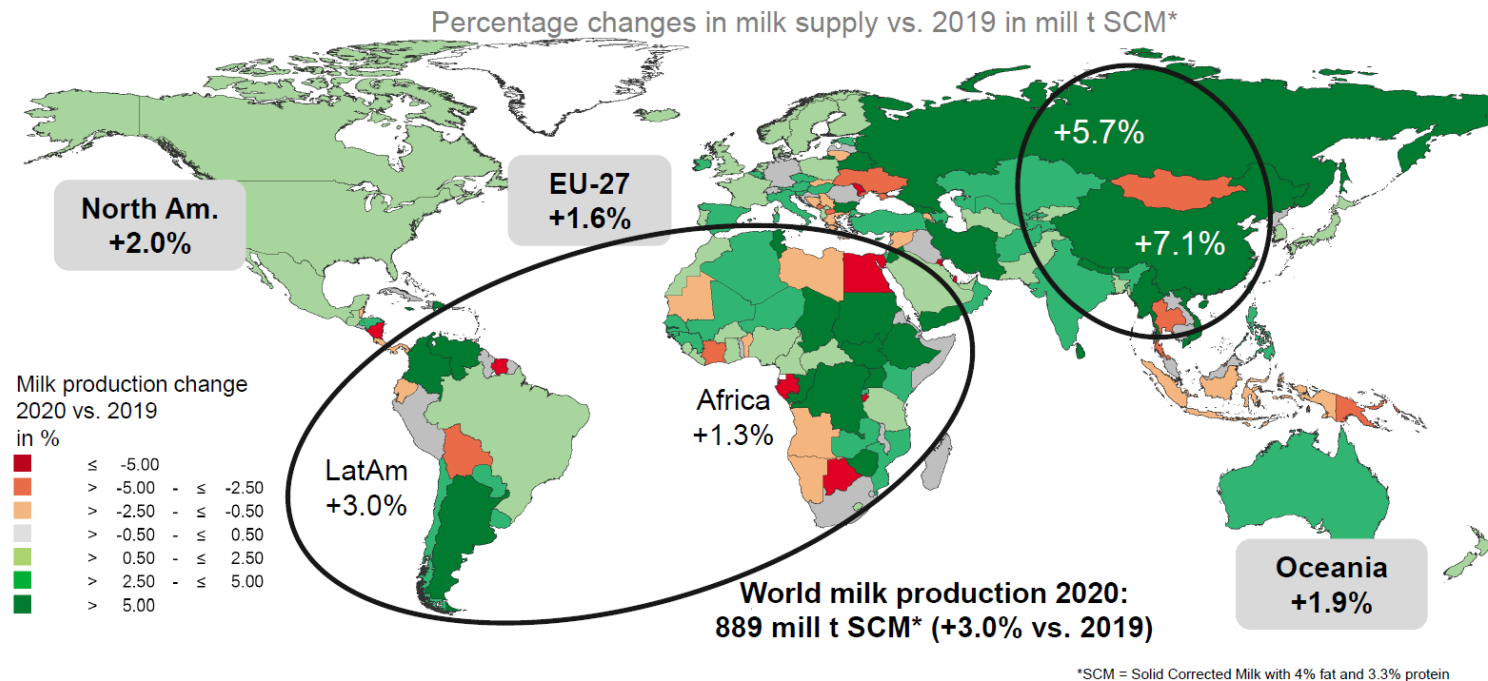 Percentage changes in milk supply vs. 2019 in mill t SCM*
+5.7%
EU-27
+1.6%
North Am.
+2.0%
+7.1%
Milk production change
2020 vs. 2019
in %
≤ -5.00
> -5.00 - ≤ -2.50
> -2.50 - ≤ -0.50
> -0.50 - ≤ 0.50
> 0.50 - ≤ 2.50
> 2.50 - ≤ 5.00
> 5.00
Africa
+1.3%
LatAm
+3.0%
Oceania
+1.9%
World milk production 2020:
889 mill t SCM* (+3.0% vs. 2019)
*SCM = Solid Corrected Milk with 4% fat and 3.3% protein